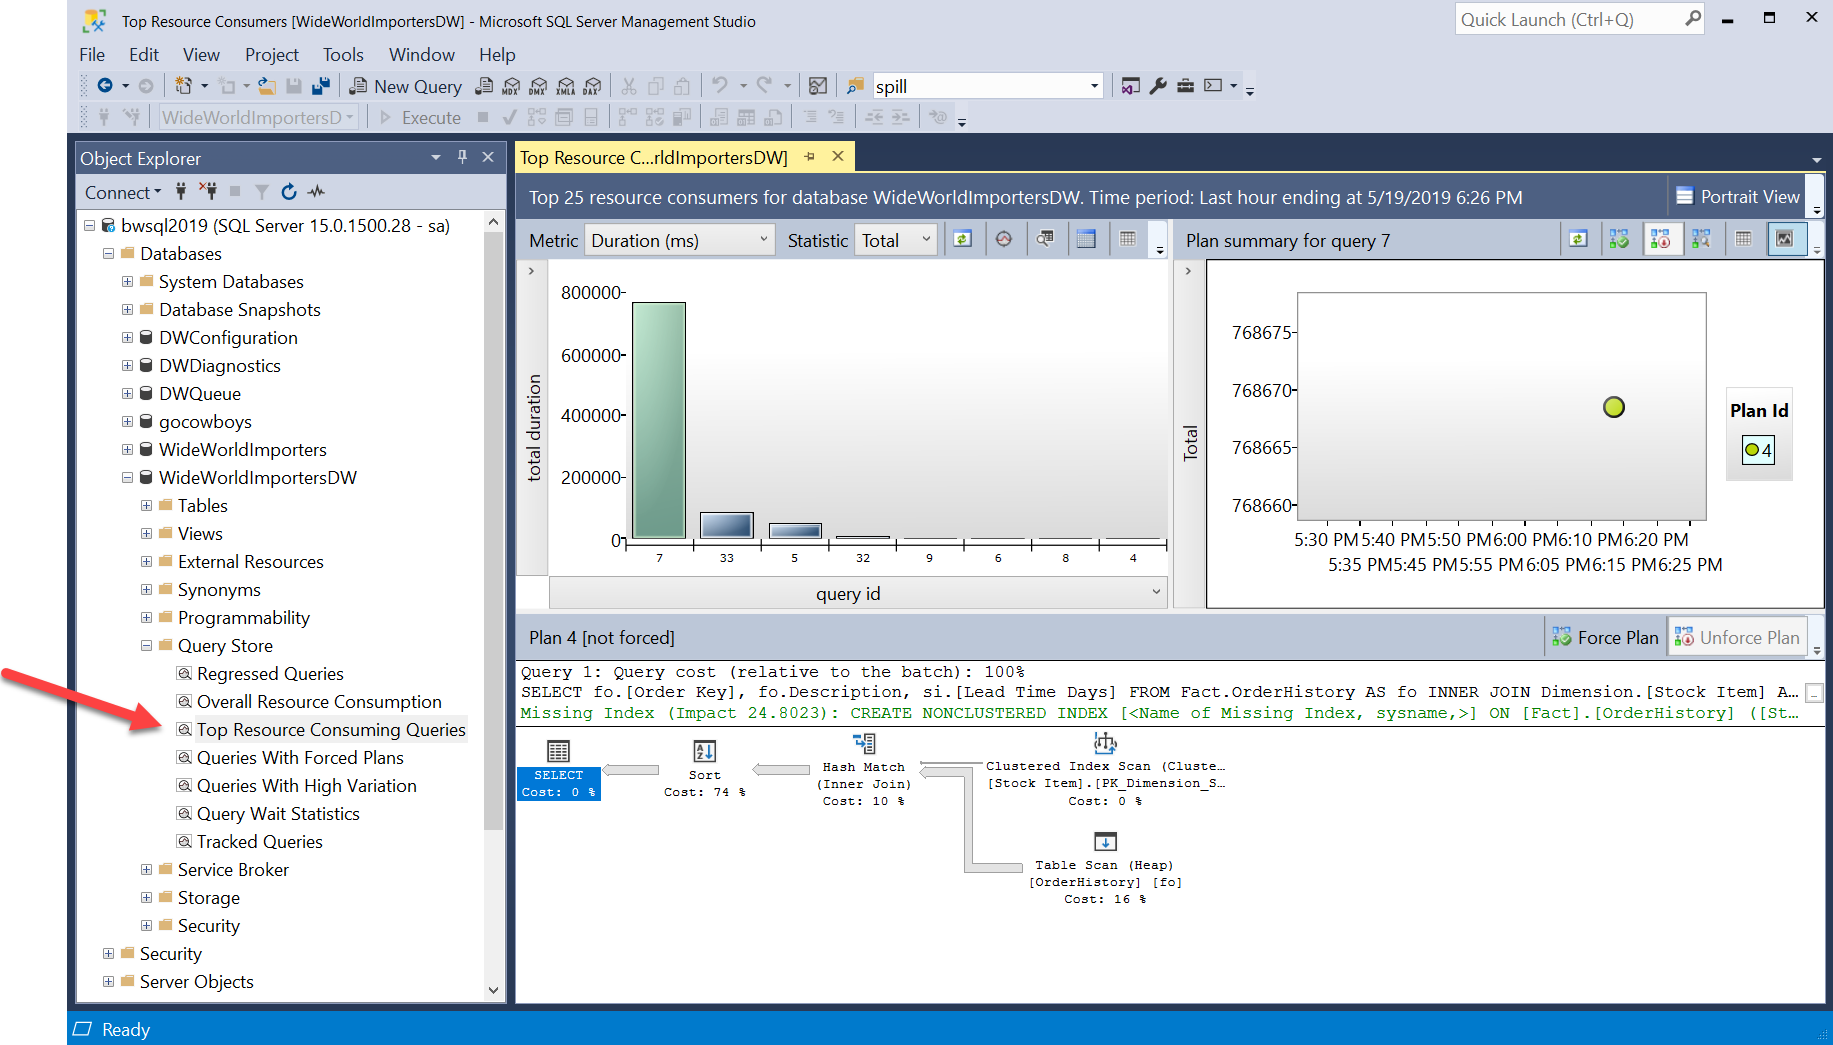 Top Resource Consumers [WideWorldImportersDW] - Microsoft SQL Server Management Studio
Quick Launch (Ctrl+Q)
File Edit View Project Tools Window Help
New Query MDX DMX XMLA DAX spill
WideWorldImportersD Execute
Object Explorer
Connect
bwsql2019 (SQL Server 15.0.1500.28 - sa)
Databases
System Databases
Database Snapshots
DWConfiguration
DWDiagnostics
DWQueue
gocowboys
WideWorldImporters
WideWorldImportersDW
Tables
Views
External Resources
Synonyms
Programmability
Query Store
Regressed Queries
Overall Resource Consumption
Top Resource Consuming Queries
Queries With Forced Plans
Queries With High Variation
Query Wait Statistics
Tracked Queries
Service Broker
Storage
Security
Security
Server Objects
Top Resource C...rldImportersDW]
Top 25 resource consumers for database WideWorldImportersDW. Time period: Last hour ending at 5/19/2019 6:26 PM
Portrait View
Metric Duration (ms) Statistic Total
total duration
800000
600000
400000
200000
0
7 33 5 32 9 6 8 4
query id
Plan summary for query 7
Total
768675
768670
768665
768660
5:30 PM 5:40 PM 5:50 PM 6:00 PM 6:10 PM 6:20 PM
5:35 PM 5:45 PM 5:55 PM 6:05 PM 6:15 PM 6:25 PM
Plan Id
4
Plan 4 [not forced]
Force Plan Unforce Plan
Query 1: Query cost (relative to the batch): 100%
SELECT fo.[Order Key], fo.Description, si.[Lead Time Days] FROM Fact.OrderHistory AS fo INNER JOIN Dimension.[Stock Item] A...
Missing Index (Impact 24.8023): CREATE NONCLUSTERED INDEX [<Name of Missing Index, sysname,>] ON [Fact].[OrderHistory] ([St...
SELECT
Cost: 0 %
Sort
Cost: 74 %
Hash Match
(Inner Join)
Cost: 10 %
Clustered Index Scan (Cluste...
[Stock Item].[PK_Dimension_S...
Cost: 0 %
Table Scan (Heap)
[OrderHistory] [fo]
Cost: 16 %
Ready